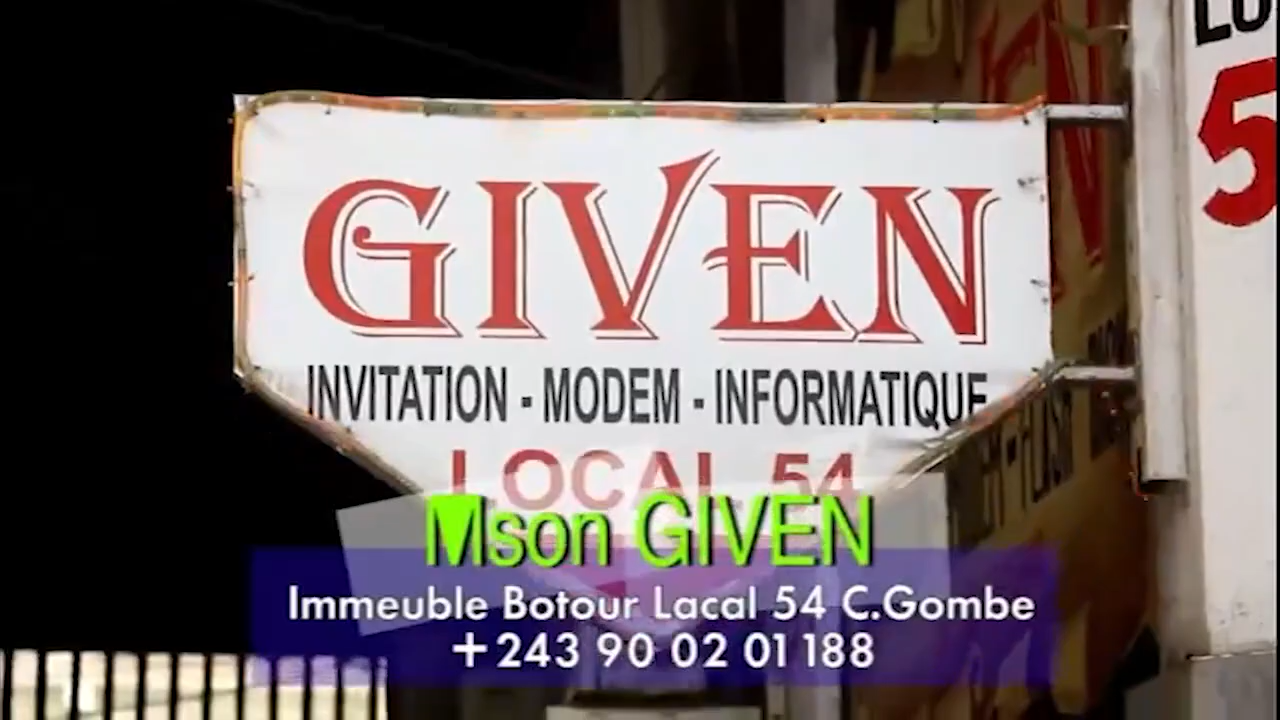 LO
5
GIVEN
INVITATION - MODEM - INFORMATIQUE
LOCAL 54
Mson GIVEN
Immeuble Botour Lacal 54 C.Gombe
+243 90 02 01 188